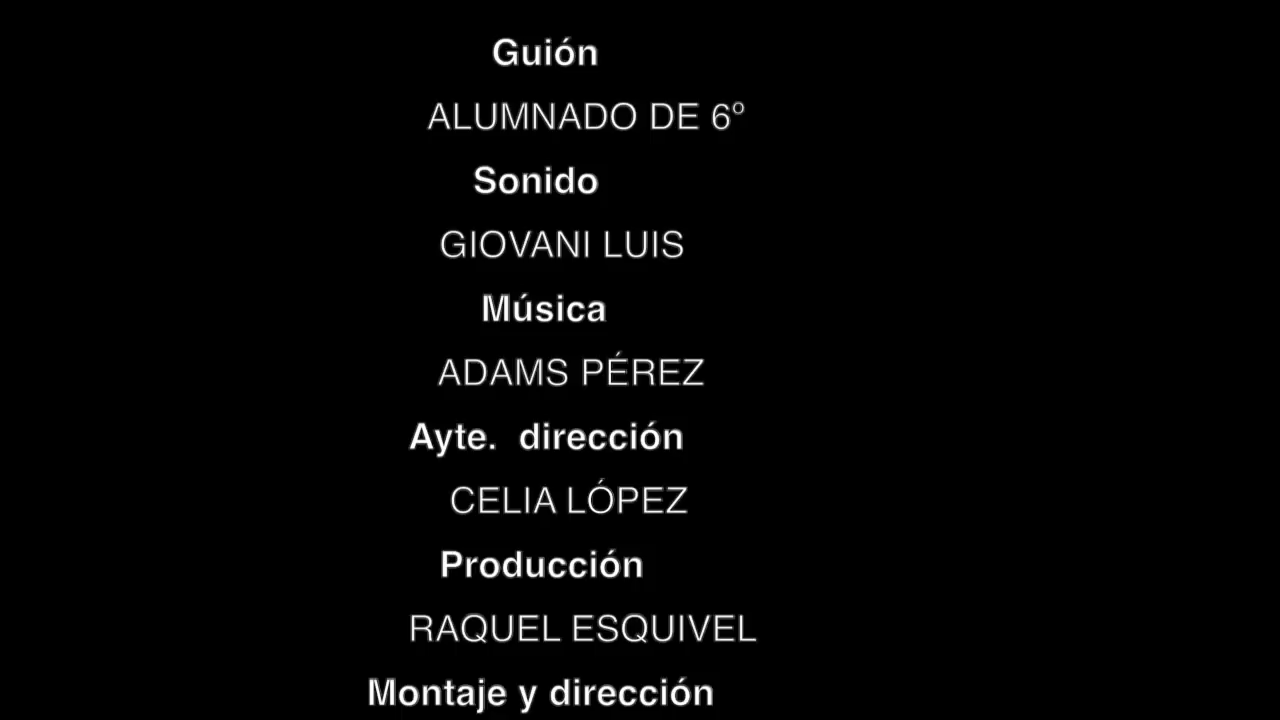 Guión
ALUMNADO DE 6º
Sonido
GIOVANI LUIS
Música
ADAMS PÉREZ
Ayte.  dirección
CELIA LÓPEZ
Producción
RAQUEL ESQUIVEL
Montaje y dirección